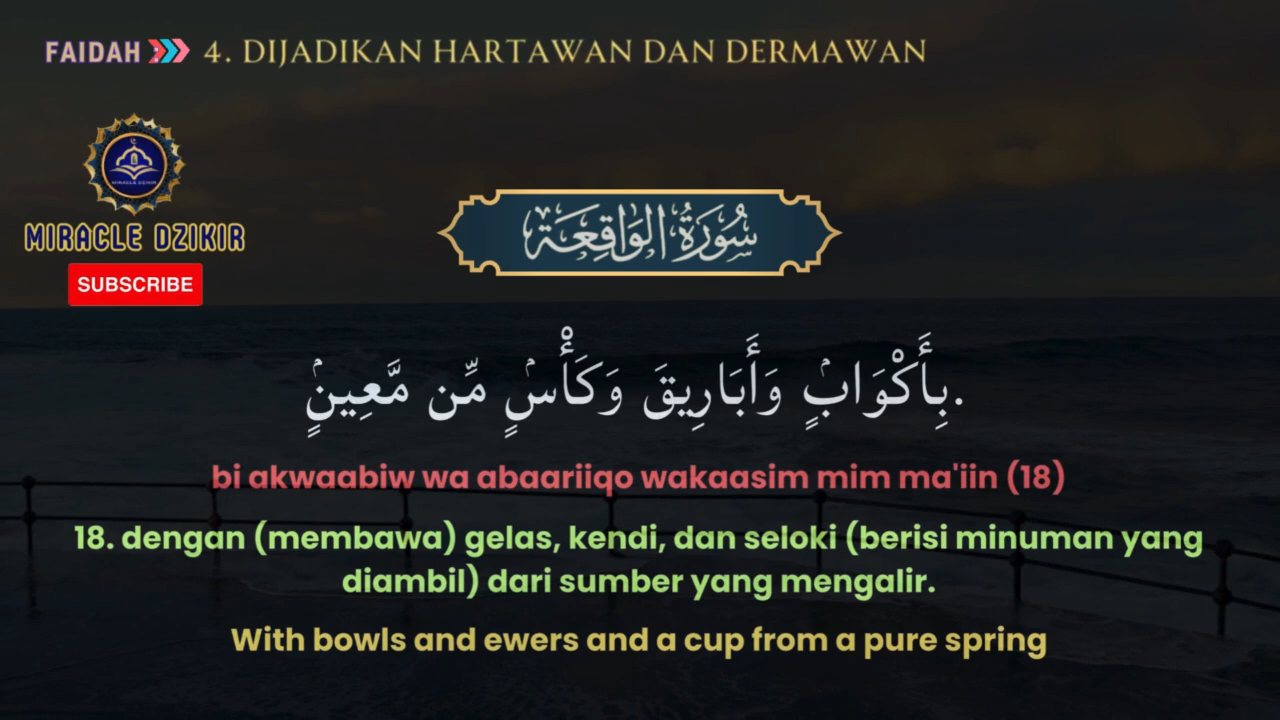 FAIDAH 4. DIJADIKAN HARTAWAN DAN DERMAWAN
MIRACLE DZIKIR
MIRACLE DZIKIR
SUBSCRIBE
سُورَةُ الوَاقِعَة
بِأَكْوَابٍۢ وَأَبَارِيقَ وَكَأْسٍۢ مِّن مَّعِينٍۢ.
bi akwaabiw wa abaariiqo wakaasim mim ma'iin (18)
18. dengan (membawa) gelas, kendi, dan seloki (berisi minuman yang
diambil) dari sumber yang mengalir.
With bowls and ewers and a cup from a pure spring